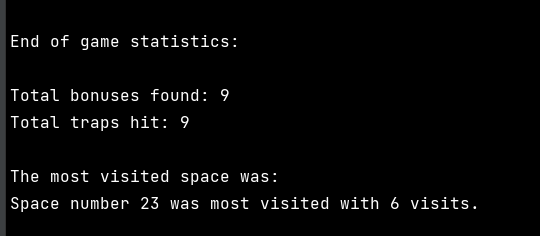 End of game statistics:
Total bonuses found: 9
Total traps hit: 9
The most visited space was:
Space number 23 was most visited with 6 visits.